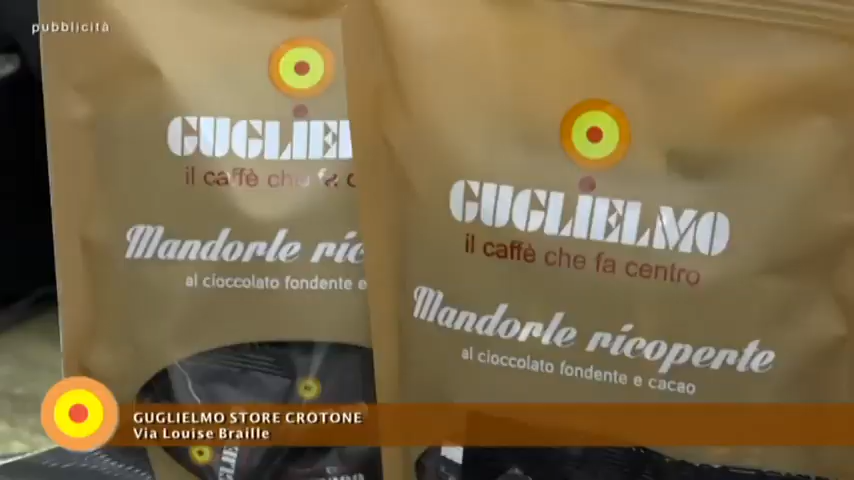 pubblicità
GUGLIEL
il caffè che fa c
Mandorle ric
al cioccolato fondente e
GUGLIELMO
il caffè che fa centro
Mandorle ricoperte
al cioccolato fondente e cacao
GUGLIELMO STORE CROTONE
Via Louise Braille